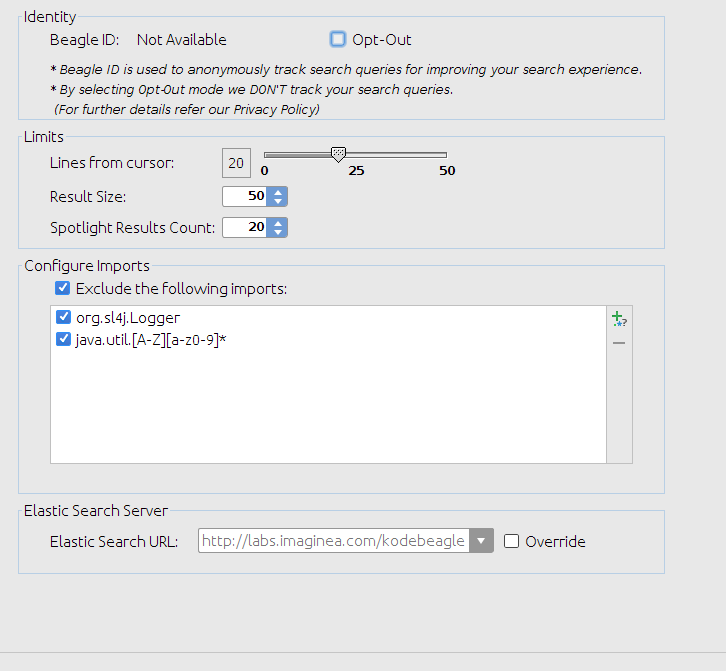 Identity
Beagle ID: Not Available Opt-Out
* Beagle ID is used to anonymously track search queries for improving your search experience.
* By selecting Opt-Out mode we DON'T track your search queries.
(For further details refer our Privacy Policy)
Limits
Lines from cursor: 20
0 25 50
Result Size: 50
Spotlight Results Count: 20
Configure Imports
Exclude the following imports:
org.sl4j.Logger
java.util.[A-Z][a-z0-9]*
Elastic Search Server
Elastic Search URL: http://labs.imaginea.com/kodebeagle Override